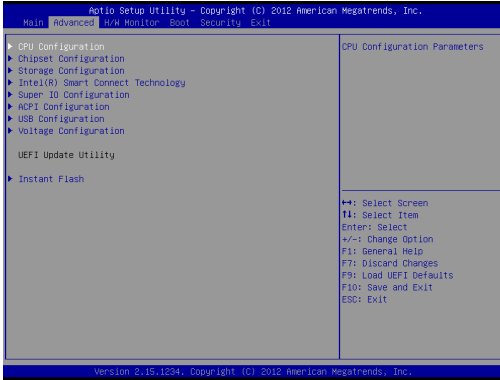 Aptio Setup Utility – Copyright (C) 2012 American Megatrends, Inc.
Main Advanced H/W Monitor Boot Security Exit
CPU Configuration
Chipset Configuration
Storage Configuration
Intel(R) Smart Connect Technology
Super IO Configuration
ACPI Configuration
USB Configuration
Voltage Configuration
UEFI Update Utility
Instant Flash
CPU Configuration Parameters
↔: Select Screen
↑↓: Select Item
Enter: Select
+/-: Change Option
F1: General Help
F7: Discard Changes
F9: Load UEFI Defaults
F10: Save and Exit
ESC: Exit
Version 2.15.1234. Copyright (C) 2012 American Megatrends, Inc.